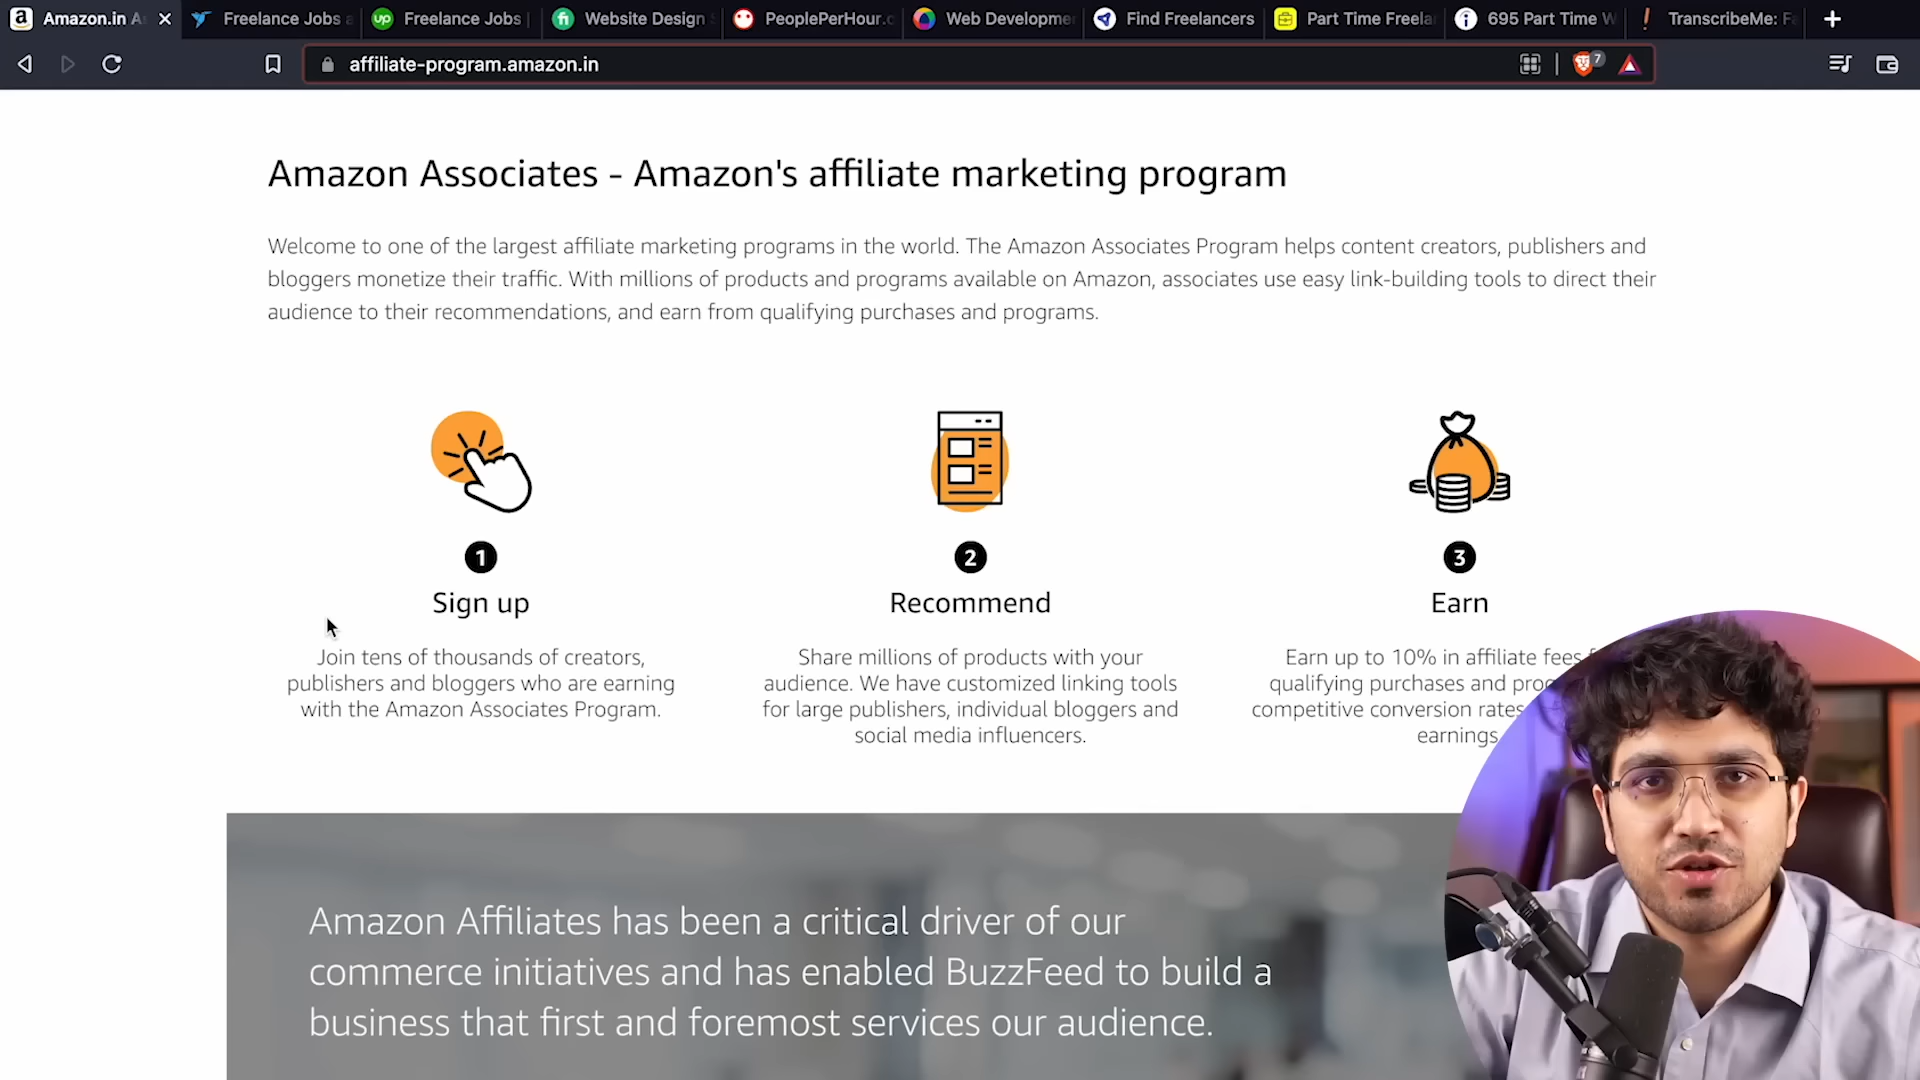 Amazon.in A
Freelance Jobs a
up
Freelance Jobs |
fi
Website Design S
PeoplePerHour.c
Web Developme
Find Freelancers
Part Time Freela
695 Part Time W
TranscribeMe: Fa
affiliate-program.amazon.in
7
Amazon Associates - Amazon's affiliate marketing program
Welcome to one of the largest affiliate marketing programs in the world. The Amazon Associates Program helps content creators, publishers and
bloggers monetize their traffic. With millions of products and programs available on Amazon, associates use easy link-building tools to direct their
audience to their recommendations, and earn from qualifying purchases and programs.
1
Sign up
Join tens of thousands of creators,
publishers and bloggers who are earning
with the Amazon Associates Program.
2
Recommend
Share millions of products with your
audience. We have customized linking tools
for large publishers, individual bloggers and
social media influencers.
3
Earn
Earn up to 10% in affiliate fees
qualifying purchases and
competitive conversion rates
earnings
Amazon Affiliates has been a critical driver of our
commerce initiatives and has enabled BuzzFeed to build a
business that first and foremost services our audience.